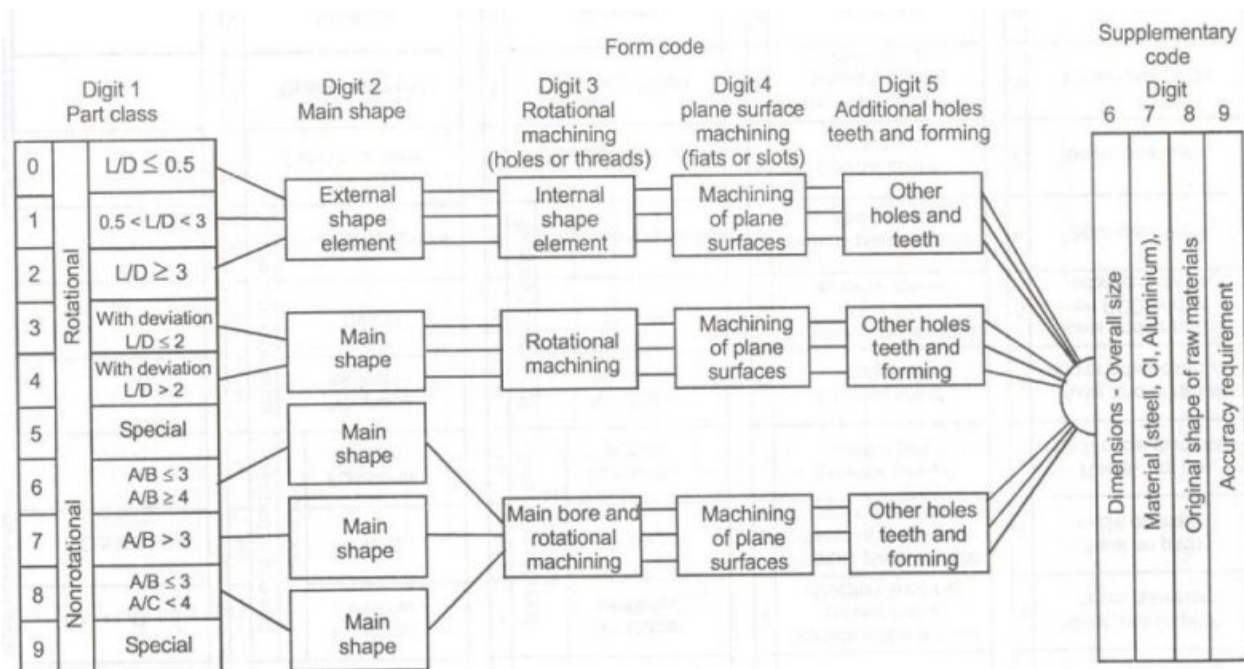 Form code
Supplementary
code
Digit
6 7 8 9
Digit 1
Part class
Digit 2
Main shape
Digit 3
Rotational
machining
(holes or threads)
Digit 4
plane surface
machining
(fiats or slots)
Digit 5
Additional holes
teeth and forming
0
1
2
3
4
5
6
7
8
9
Rotational
Nonrotational
L/D ≤ 0.5
0.5 < L/D < 3
L/D ≥ 3
With deviation
L/D ≤ 2
With deviation
L/D > 2
Special
A/B ≤ 3
A/B ≥ 4
A/B > 3
A/B ≤ 3
A/C < 4
Special
External
shape
element
Internal
shape
element
Machining
of plane
surfaces
Other
holes and
teeth
Main
shape
Rotational
machining
Machining
of plane
surfaces
Other holes
teeth and
forming
Main
shape
Main
shape
Main
shape
Main bore and
rotational
machining
Machining
of plane
surfaces
Other holes
teeth and
forming
Dimensions - Overall size
Material (steell, CI, Aluminium),
Original shape of raw materials
Accuracy requirement